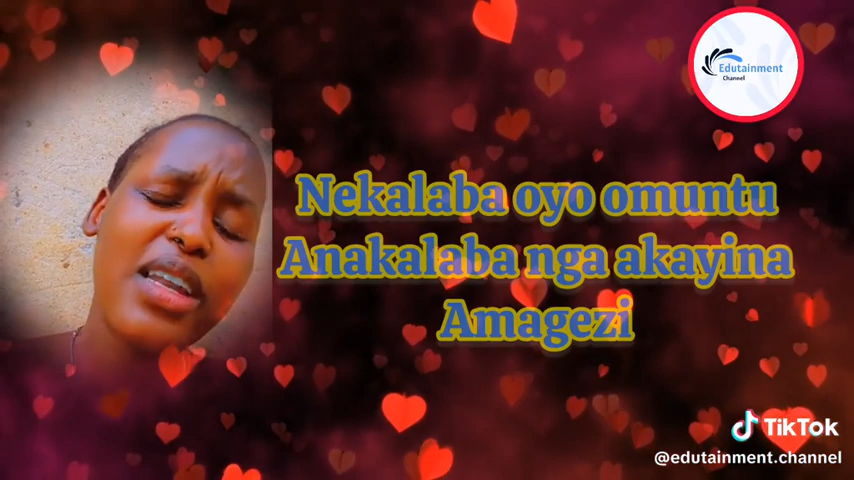 Edutainment
Channel
Nekalaba oyo omuntu
Anakalaba nga akayina
Amagezi
TikTok
@edutainment.channel